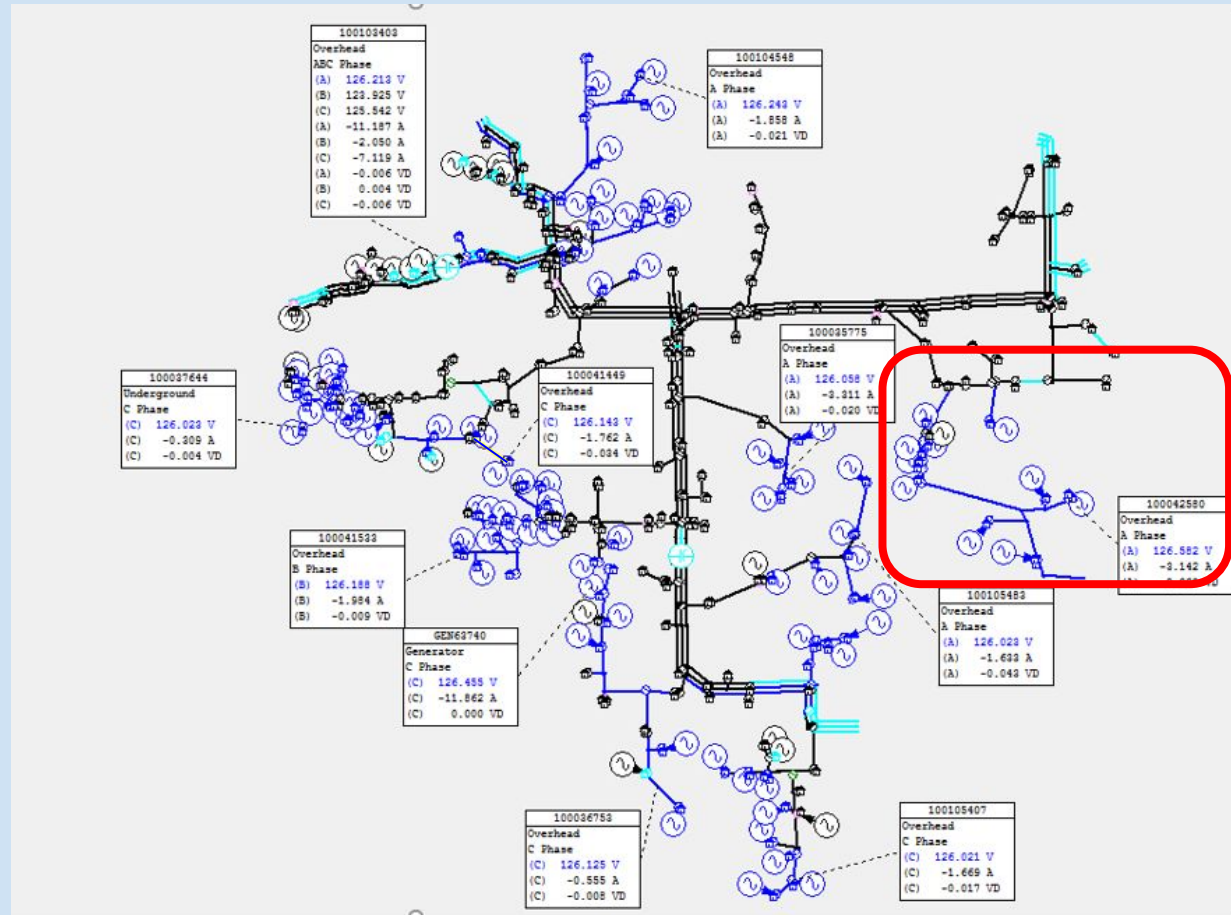 100103403
Overhead
ABC Phase
(A) 126.213 V
(B) 123.925 V
(C) 125.542 V
(A) -11.187 A
(B) -2.050 A
(C) -7.119 A
(A) -0.006 VD
(B) 0.004 VD
(C) -0.006 VD
100104548
Overhead
A Phase
(A) 126.243 V
(A) -1.858 A
(A) -0.021 VD
100035775
Overhead
A Phase
(A) 126.058 V
(A) -3.311 A
(A) -0.020 VD
100037644
Underground
C Phase
(C) 126.023 V
(C) -0.309 A
(C) -0.004 VD
100041449
Overhead
C Phase
(C) 126.143 V
(C) -1.762 A
(C) -0.034 VD
100042580
Overhead
A Phase
(A) 126.582 V
(A) -3.142 A
100041533
Overhead
B Phase
(B) 126.188 V
(B) -1.984 A
(B) -0.009 VD
100105483
Overhead
A Phase
(A) 126.023 V
(A) -1.633 A
(A) -0.043 VD
GEN63740
Generator
C Phase
(C) 126.455 V
(C) -11.862 A
(C) 0.000 VD
100036753
Overhead
C Phase
(C) 126.125 V
(C) -0.555 A
(C) -0.008 VD
100105407
Overhead
C Phase
(C) 126.021 V
(C) -1.669 A
(C) -0.017 VD